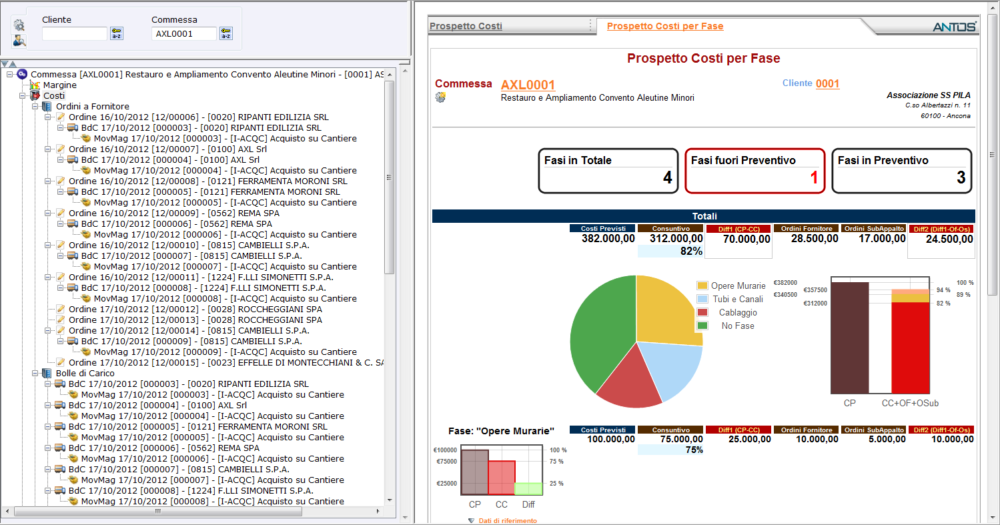 Cliente
Commessa
AXL0001
a-z
a-z
Commessa [AXL0001] Restauro e Ampliamento Convento Aleutine Minori - [0001] AS
Margine
Costi
Ordini a Fornitore
Ordine 16/10/2012 [12/00006] - [0020] RIPANTI EDILIZIA SRL
BdC 17/10/2012 [000003] - [0020] RIPANTI EDILIZIA SRL
MovMag 17/10/2012 [000003] - [I-ACQC] Acquisto su Cantiere
Ordine 16/10/2012 [12/00007] - [0100] AXL Srl
BdC 17/10/2012 [000004] - [0100] AXL Srl
MovMag 17/10/2012 [000004] - [I-ACQC] Acquisto su Cantiere
Ordine 16/10/2012 [12/00008] - [0121] FERRAMENTA MORONI SRL
BdC 17/10/2012 [000005] - [0121] FERRAMENTA MORONI SRL
MovMag 17/10/2012 [000005] - [I-ACQC] Acquisto su Cantiere
Ordine 16/10/2012 [12/00009] - [0562] REMA SPA
BdC 17/10/2012 [000006] - [0562] REMA SPA
MovMag 17/10/2012 [000006] - [I-ACQC] Acquisto su Cantiere
Ordine 16/10/2012 [12/00010] - [0815] CAMBIELLI S.P.A.
BdC 17/10/2012 [000007] - [0815] CAMBIELLI S.P.A.
MovMag 17/10/2012 [000007] - [I-ACQC] Acquisto su Cantiere
Ordine 16/10/2012 [12/00011] - [1224] F.LLI SIMONETTI S.P.A.
BdC 17/10/2012 [000008] - [1224] F.LLI SIMONETTI S.P.A.
MovMag 17/10/2012 [000008] - [I-ACQC] Acquisto su Cantiere
Ordine 17/10/2012 [12/00012] - [0028] ROCCHEGGIANI SPA
Ordine 17/10/2012 [12/00013] - [0028] ROCCHEGGIANI SPA
Ordine 17/10/2012 [12/00014] - [0815] CAMBIELLI S.P.A.
BdC 17/10/2012 [000009] - [0815] CAMBIELLI S.P.A.
MovMag 17/10/2012 [000009] - [I-ACQC] Acquisto su Cantiere
Ordine 17/10/2012 [12/00015] - [0023] EFFELLE DI MONTECCHIANI & C. SA
Bolle di Carico
BdC 17/10/2012 [000003] - [0020] RIPANTI EDILIZIA SRL
MovMag 17/10/2012 [000003] - [I-ACQC] Acquisto su Cantiere
BdC 17/10/2012 [000004] - [0100] AXL Srl
MovMag 17/10/2012 [000004] - [I-ACQC] Acquisto su Cantiere
BdC 17/10/2012 [000005] - [0121] FERRAMENTA MORONI SRL
MovMag 17/10/2012 [000005] - [I-ACQC] Acquisto su Cantiere
BdC 17/10/2012 [000006] - [0562] REMA SPA
MovMag 17/10/2012 [000006] - [I-ACQC] Acquisto su Cantiere
BdC 17/10/2012 [000007] - [0815] CAMBIELLI S.P.A.
MovMag 17/10/2012 [000007] - [I-ACQC] Acquisto su Cantiere
BdC 17/10/2012 [000008] - [1224] F.LLI SIMONETTI S.P.A.
MovMag 17/10/2012 [000008] - [I-ACQC] Acquisto su Cantiere
Prospetto Costi
Prospetto Costi per Fase
ANTOS
Prospetto Costi per Fase
Commessa AXL0001
Cliente 0001
Restauro e Ampliamento Convento Aleutine Minori
Associazione SS PILA
C.so Albertazzi n. 11
60100 - Ancona
Fasi in Totale
4
Fasi fuori Preventivo
1
Fasi in Preventivo
3
Totali
Costi Previsti Consuntivo Diff1 (CP-CC) Ordini Fornitore Ordini SubAppalto Diff2 (Diff1-Of-Os)
382.000,00 312.000,00 70.000,00 28.500,00 17.000,00 24.500,00
82%
Opere Murarie
Tubi e Canali
Cablaggio
No Fase
€382000
€340500
€357500
€312000
100 %
94 %
89 %
82 %
CP
CC+OF+OSub
Fase: "Opere Murarie"
Costi Previsti Consuntivo Diff1 (CP-CC) Ordini Fornitore Ordini SubAppalto Diff2 (Diff1-Of-Os)
100.000,00 75.000,00 25.000,00 10.000,00 5.000,00 10.000,00
75%
€100000
€75000
€25000
100 %
75 %
25 %
CP CC Diff
Dati di riferimento